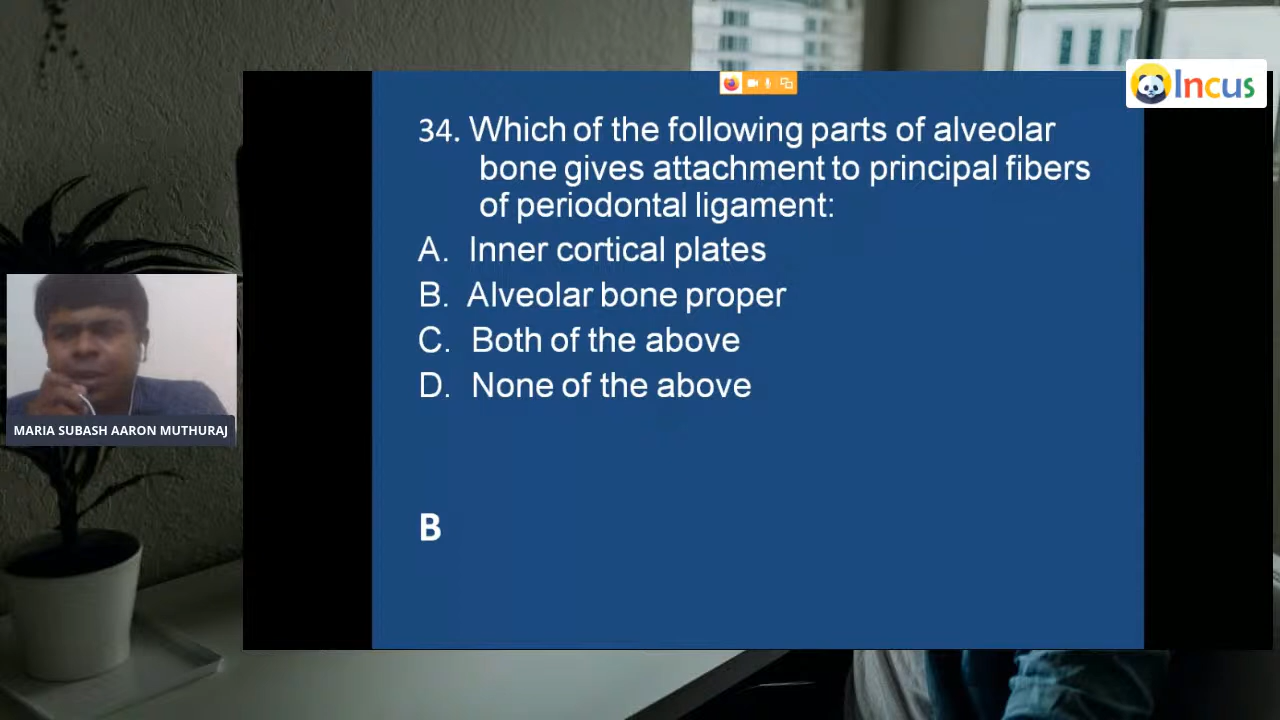 Incus
34. Which of the following parts of alveolar
bone gives attachment to principal fibers
of periodontal ligament:
A. Inner cortical plates
B. Alveolar bone proper
C. Both of the above
D. None of the above
MARIA SUBASH AARON MUTHURAJ
B